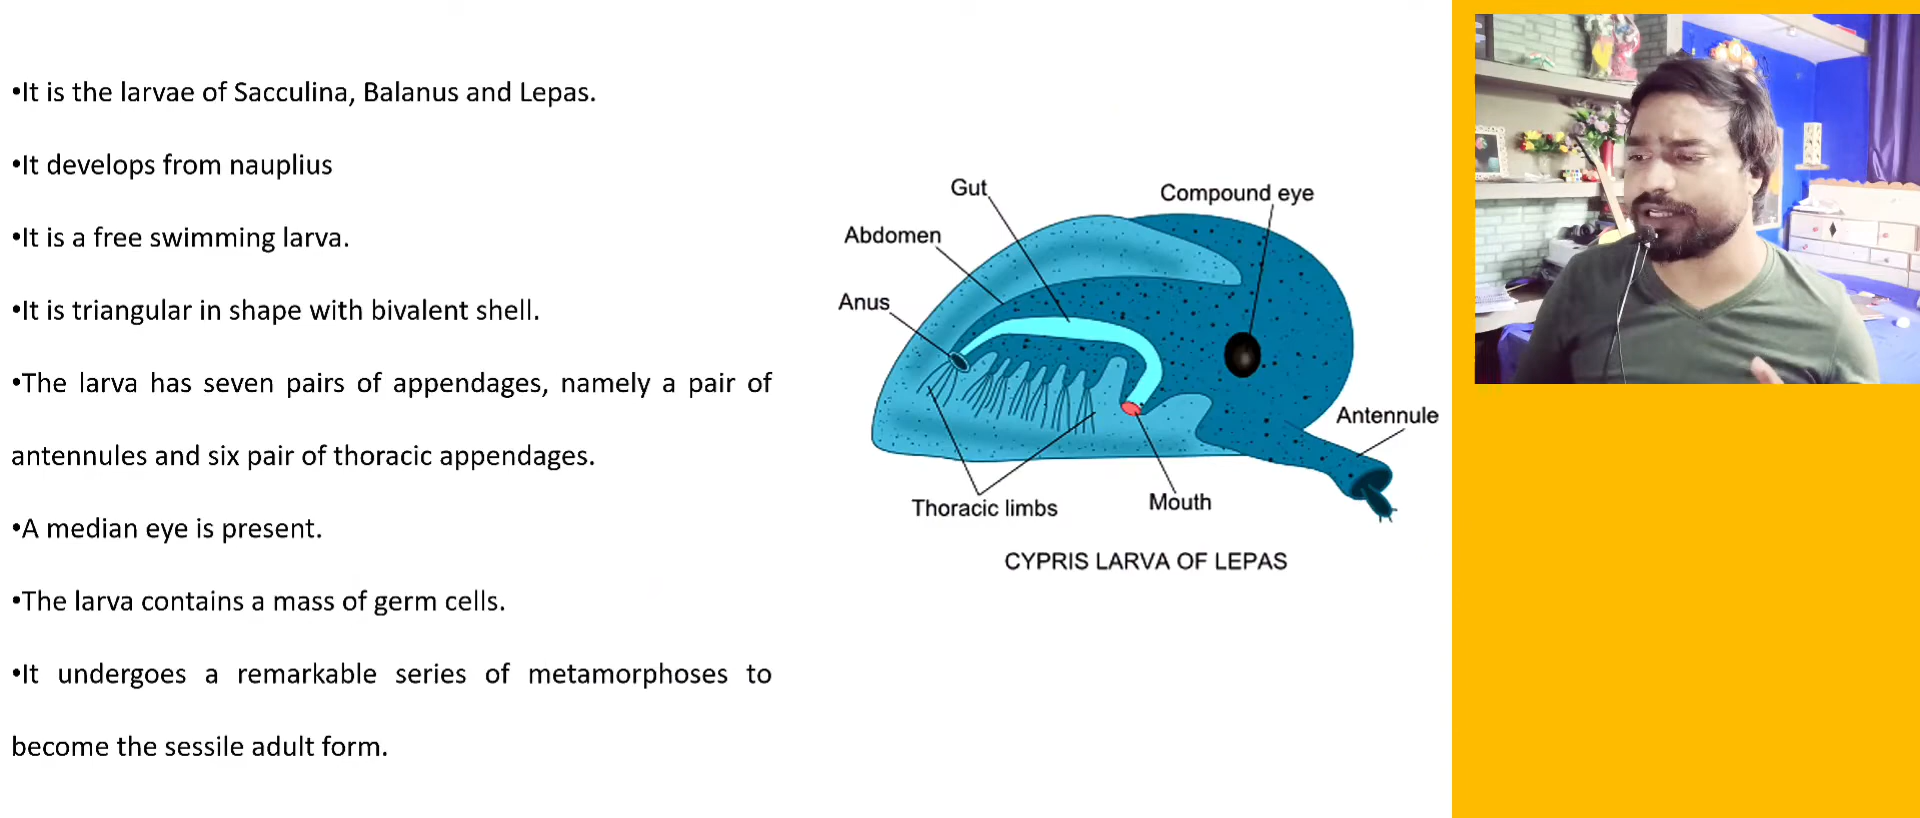 •It is the larvae of Sacculina, Balanus and Lepas.
•It develops from nauplius
•It is a free swimming larva.
•It is triangular in shape with bivalent shell.
•The larva has seven pairs of appendages, namely a pair of
antennules and six pair of thoracic appendages.
•A median eye is present.
•The larva contains a mass of germ cells.
•It undergoes a remarkable series of metamorphoses to
become the sessile adult form.
Gut
Compound eye
Abdomen
Anus
Antennule
Thoracic limbs
Mouth
CYPRIS LARVA OF LEPAS